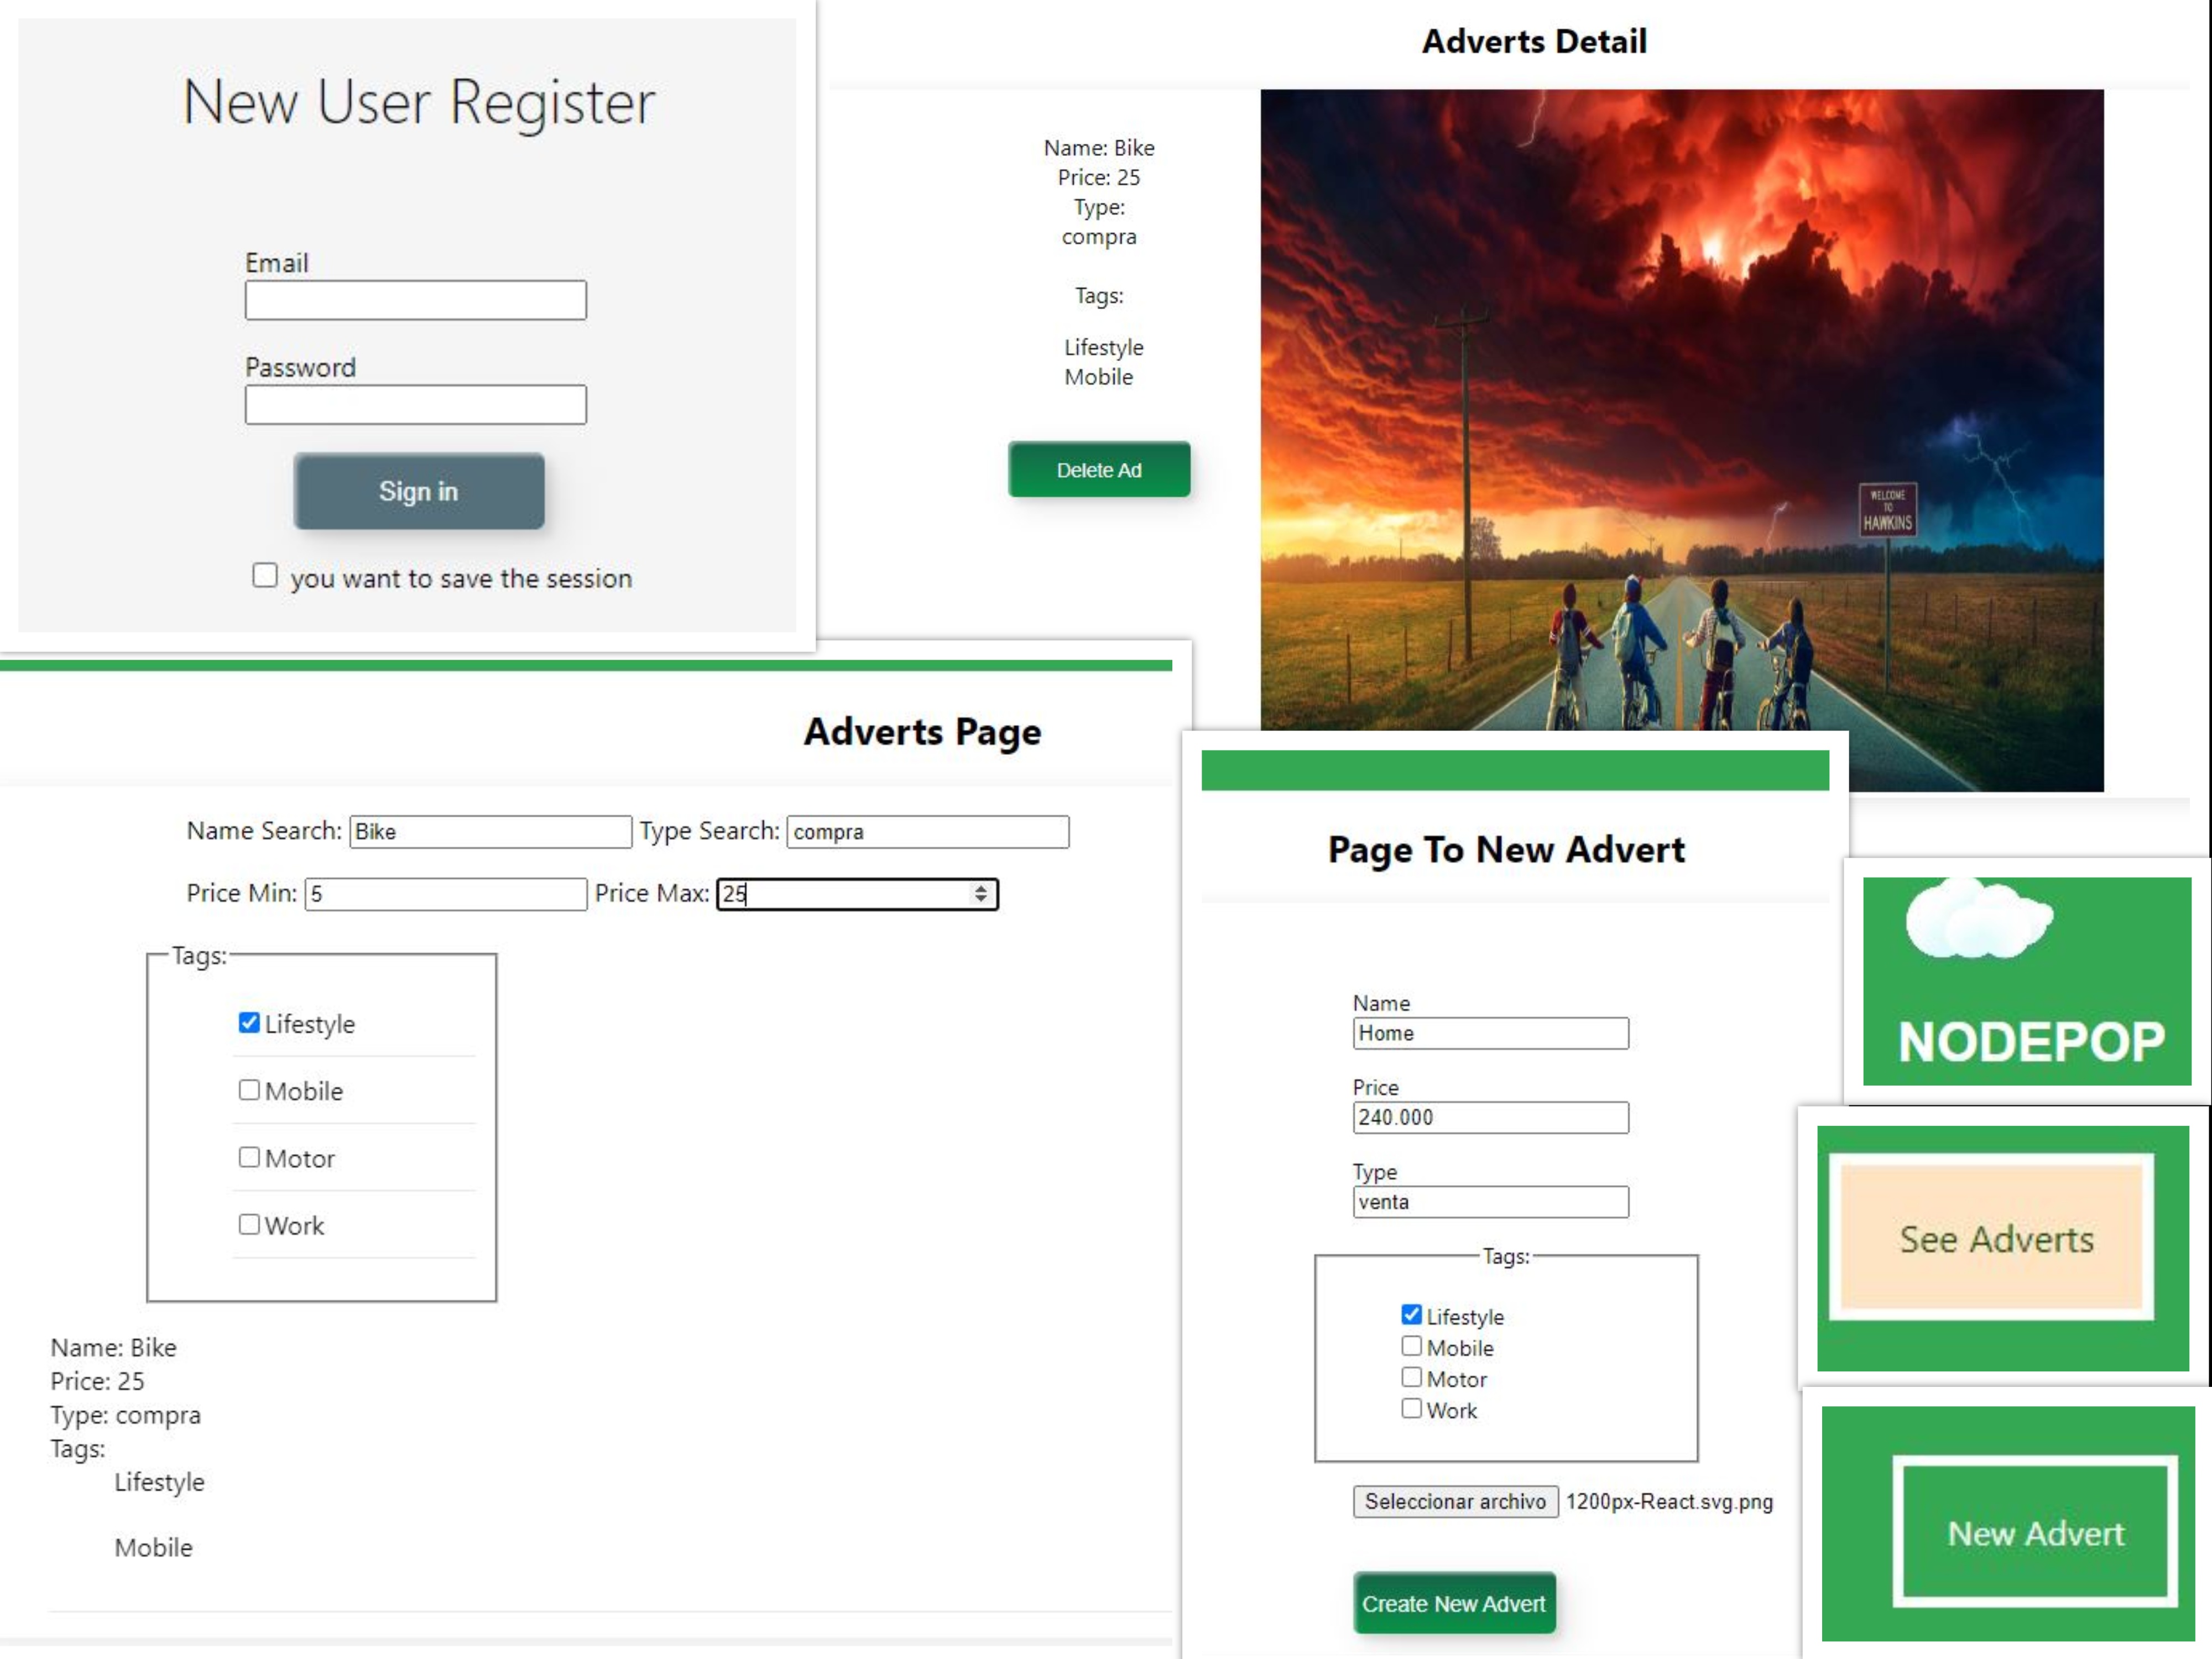 New User Register
Email
Password
Sign in
you want to save the session
Adverts Detail
Name: Bike
Price: 25
Type:
compra
Tags:
Lifestyle
Mobile
Delete Ad
WELCOME
TO
HAWKINS
Adverts Page
Name Search: Bike Type Search: compra
Price Min: 5 Price Max: 25
Tags:
Lifestyle
Mobile
Motor
Work
Name: Bike
Price: 25
Type: compra
Tags:
Lifestyle
Mobile
Page To New Advert
Name
Home
Price
240.000
Type
venta
Tags:
Lifestyle
Mobile
Motor
Work
Seleccionar archivo 1200px-React.svg.png
Create New Advert
NODEPOP
See Adverts
New Advert